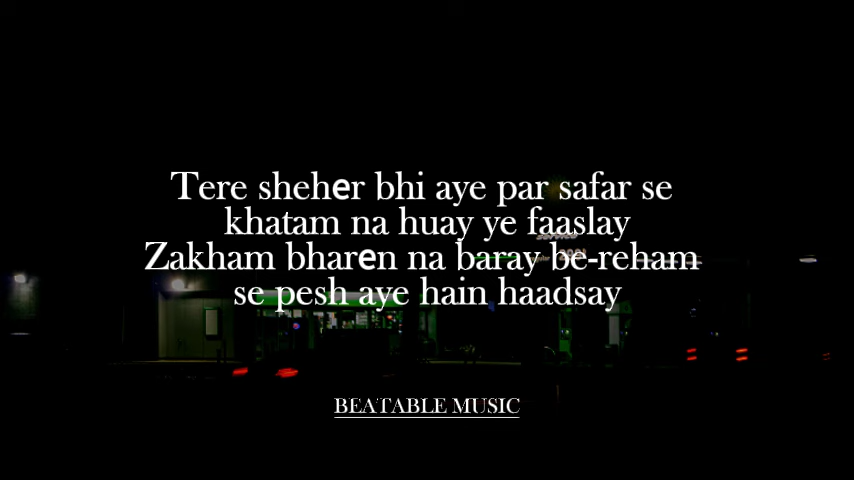 Tere sheher bhi aye par safar se
khatam na huay ye faaslay
Zakham bharen na baray be-reham
se pesh aye hain haadsay
BEATABLE MUSIC